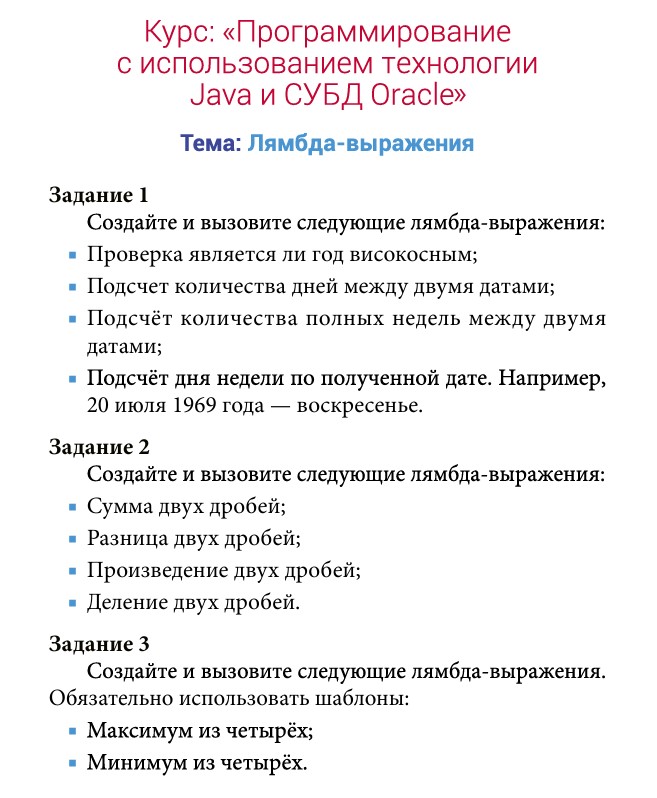 Курс: «Программирование
с использованием технологии
Java и СУБД Oracle»
Тема: Лямбда-выражения
Задание 1
Создайте и вызовите следующие лямбда-выражения:
▪ Проверка является ли год високосным;
▪ Подсчет количества дней между двумя датами;
▪ Подсчёт количества полных недель между двумя
датами;
▪ Подсчёт дня недели по полученной дате. Например,
20 июля 1969 года — воскресенье.
Задание 2
Создайте и вызовите следующие лямбда-выражения:
▪ Сумма двух дробей;
▪ Разница двух дробей;
▪ Произведение двух дробей;
▪ Деление двух дробей.
Задание 3
Создайте и вызовите следующие лямбда-выражения.
Обязательно использовать шаблоны:
▪ Максимум из четырёх;
▪ Минимум из четырёх.